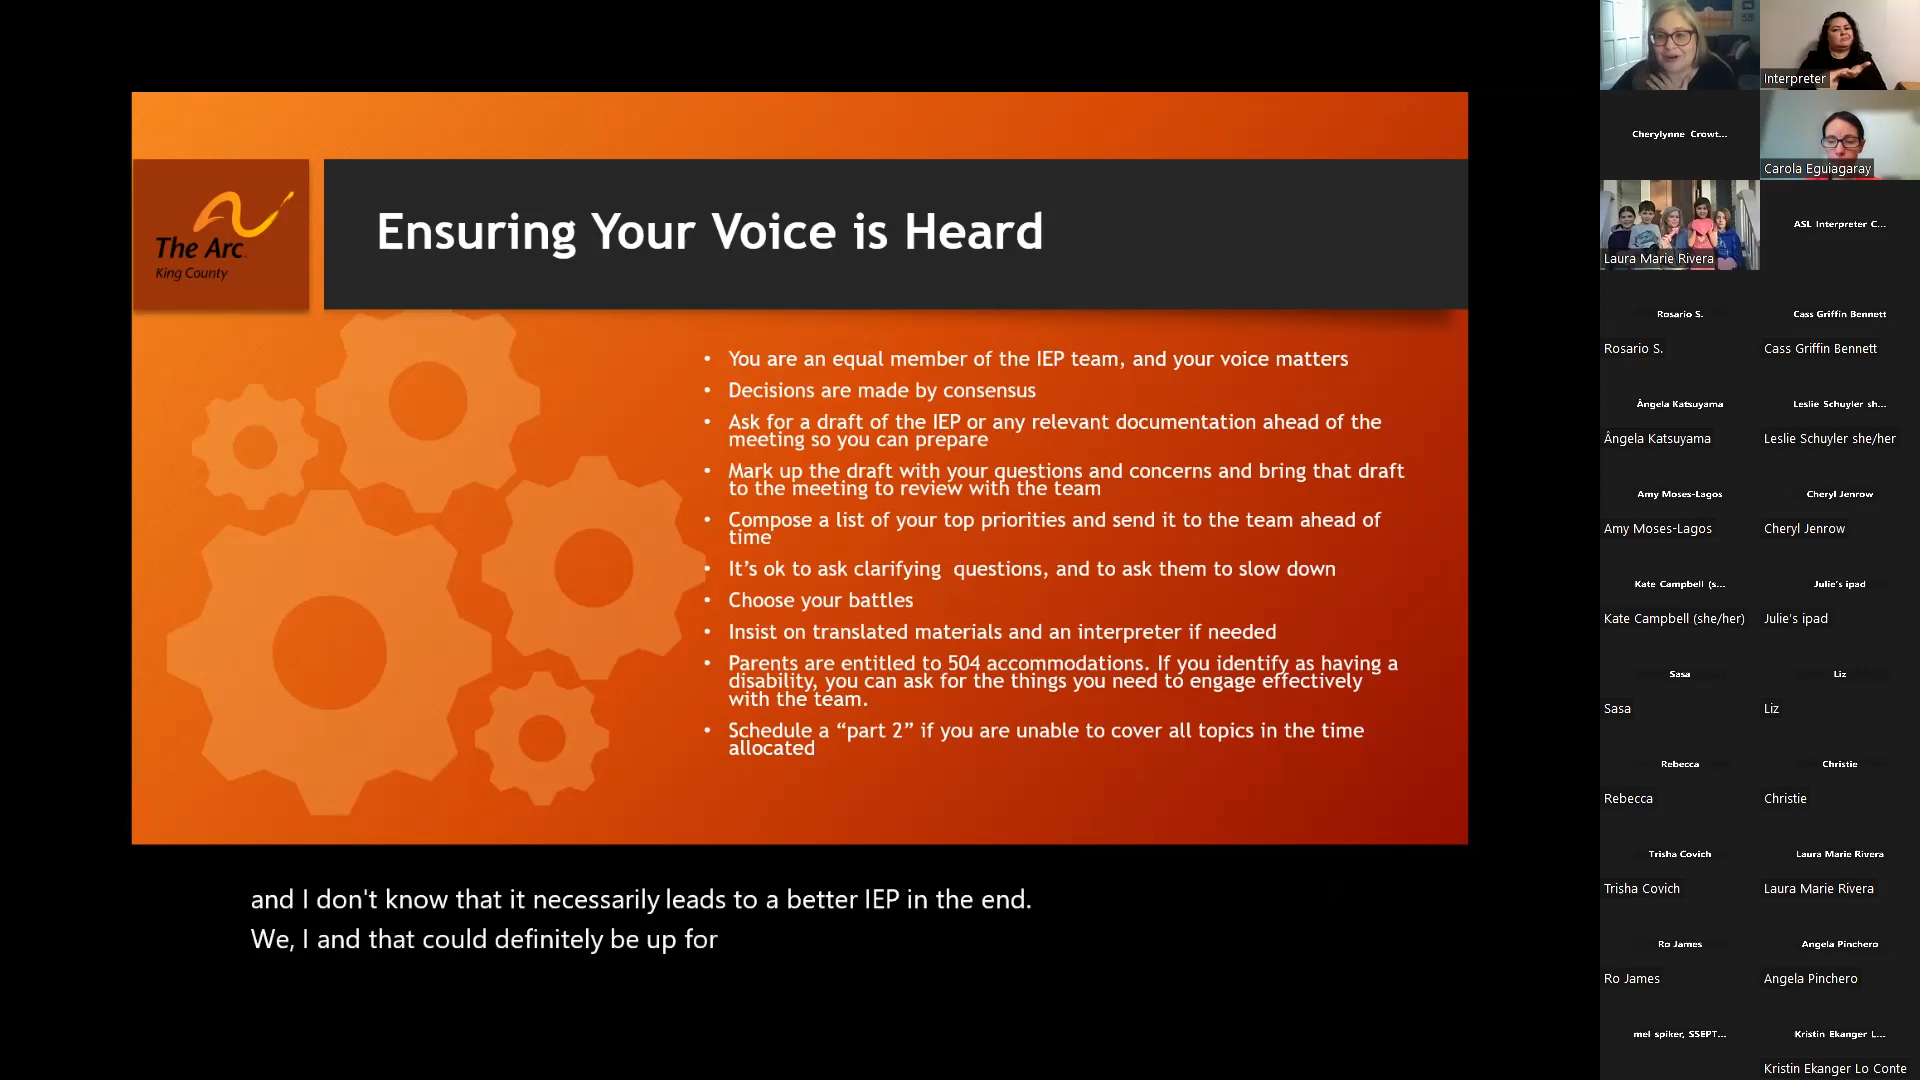 The Arc
King County
Ensuring Your Voice is Heard
• You are an equal member of the IEP team, and your voice matters
• Decisions are made by consensus
• Ask for a draft of the IEP or any relevant documentation ahead of the
meeting so you can prepare
• Mark up the draft with your questions and concerns and bring that draft
to the meeting to review with the team
• Compose a list of your top priorities and send it to the team ahead of
time
• It’s ok to ask clarifying  questions, and to ask them to slow down
• Choose your battles
• Insist on translated materials and an interpreter if needed
• Parents are entitled to 504 accommodations. If you identify as having a
disability, you can ask for the things you need to engage effectively
with the team.
• Schedule a “part 2” if you are unable to cover all topics in the time
allocated
and I don't know that it necessarily leads to a better IEP in the end.
We, I and that could definitely be up for
Interpreter
Cherylynne Crowt...
Carola Eguiagaray
Laura Marie Rivera
ASL Interpreter C...
Rosario S.
Rosario S.
Cass Griffin Bennett
Cass Griffin Bennett
Ângela Katsuyama
Ângela Katsuyama
Leslie Schuyler sh...
Leslie Schuyler she/her
Amy Moses-Lagos
Amy Moses-Lagos
Cheryl Jenrow
Cheryl Jenrow
Kate Campbell (s...
Kate Campbell (she/her)
Julie’s ipad
Julie’s ipad
Sasa
Sasa
Liz
Liz
Rebecca
Rebecca
Christie
Christie
Trisha Covich
Trisha Covich
Laura Marie Rivera
Laura Marie Rivera
Ro James
Ro James
Angela Pinchero
Angela Pinchero
mel spiker, SSEPT...
Kristin Ekanger L...
Kristin Ekanger Lo Conte